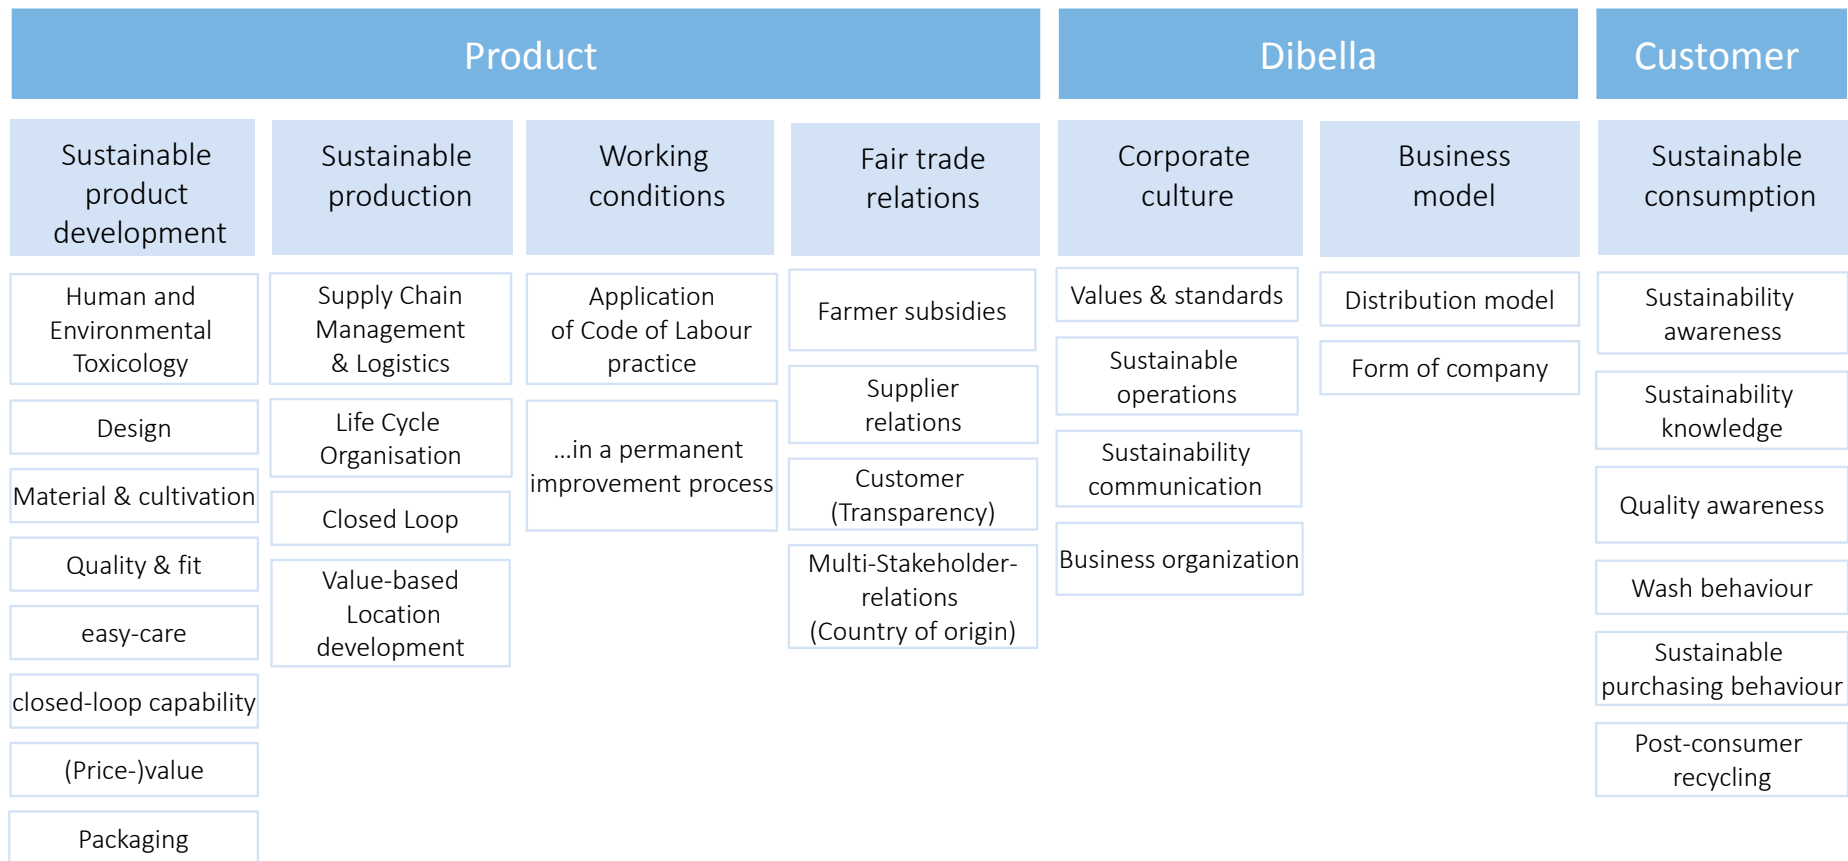 Product
Dibella
Customer
Sustainable
product
development
Sustainable
production
Working
conditions
Fair trade
relations
Corporate
culture
Business
model
Sustainable
consumption
Human and
Environmental
Toxicology
Design
Material & cultivation
Quality & fit
easy-care
closed-loop capability
(Price-)value
Packaging
Supply Chain
Management
& Logistics
Life Cycle
Organisation
Closed Loop
Value-based
Location
development
Application
of Code of Labour
practice
...in a permanent
improvement process
Farmer subsidies
Supplier
relations
Customer
(Transparency)
Multi-Stakeholder-
relations
(Country of origin)
Values & standards
Sustainable
operations
Sustainability
communication
Business organization
Distribution model
Form of company
Sustainability
awareness
Sustainability
knowledge
Quality awareness
Wash behaviour
Sustainable
purchasing behaviour
Post-consumer
recycling